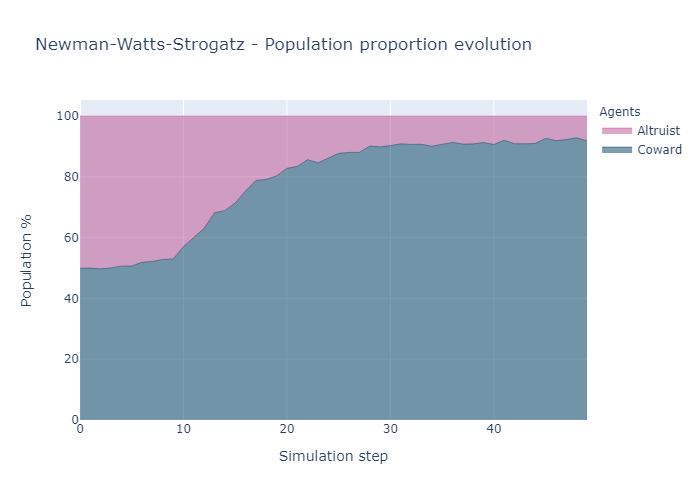 Newman-Watts-Strogatz - Population proportion evolution
Agents
Altruist
Coward
Population %
100
80
60
40
20
0
0 10 20 30 40
Simulation step